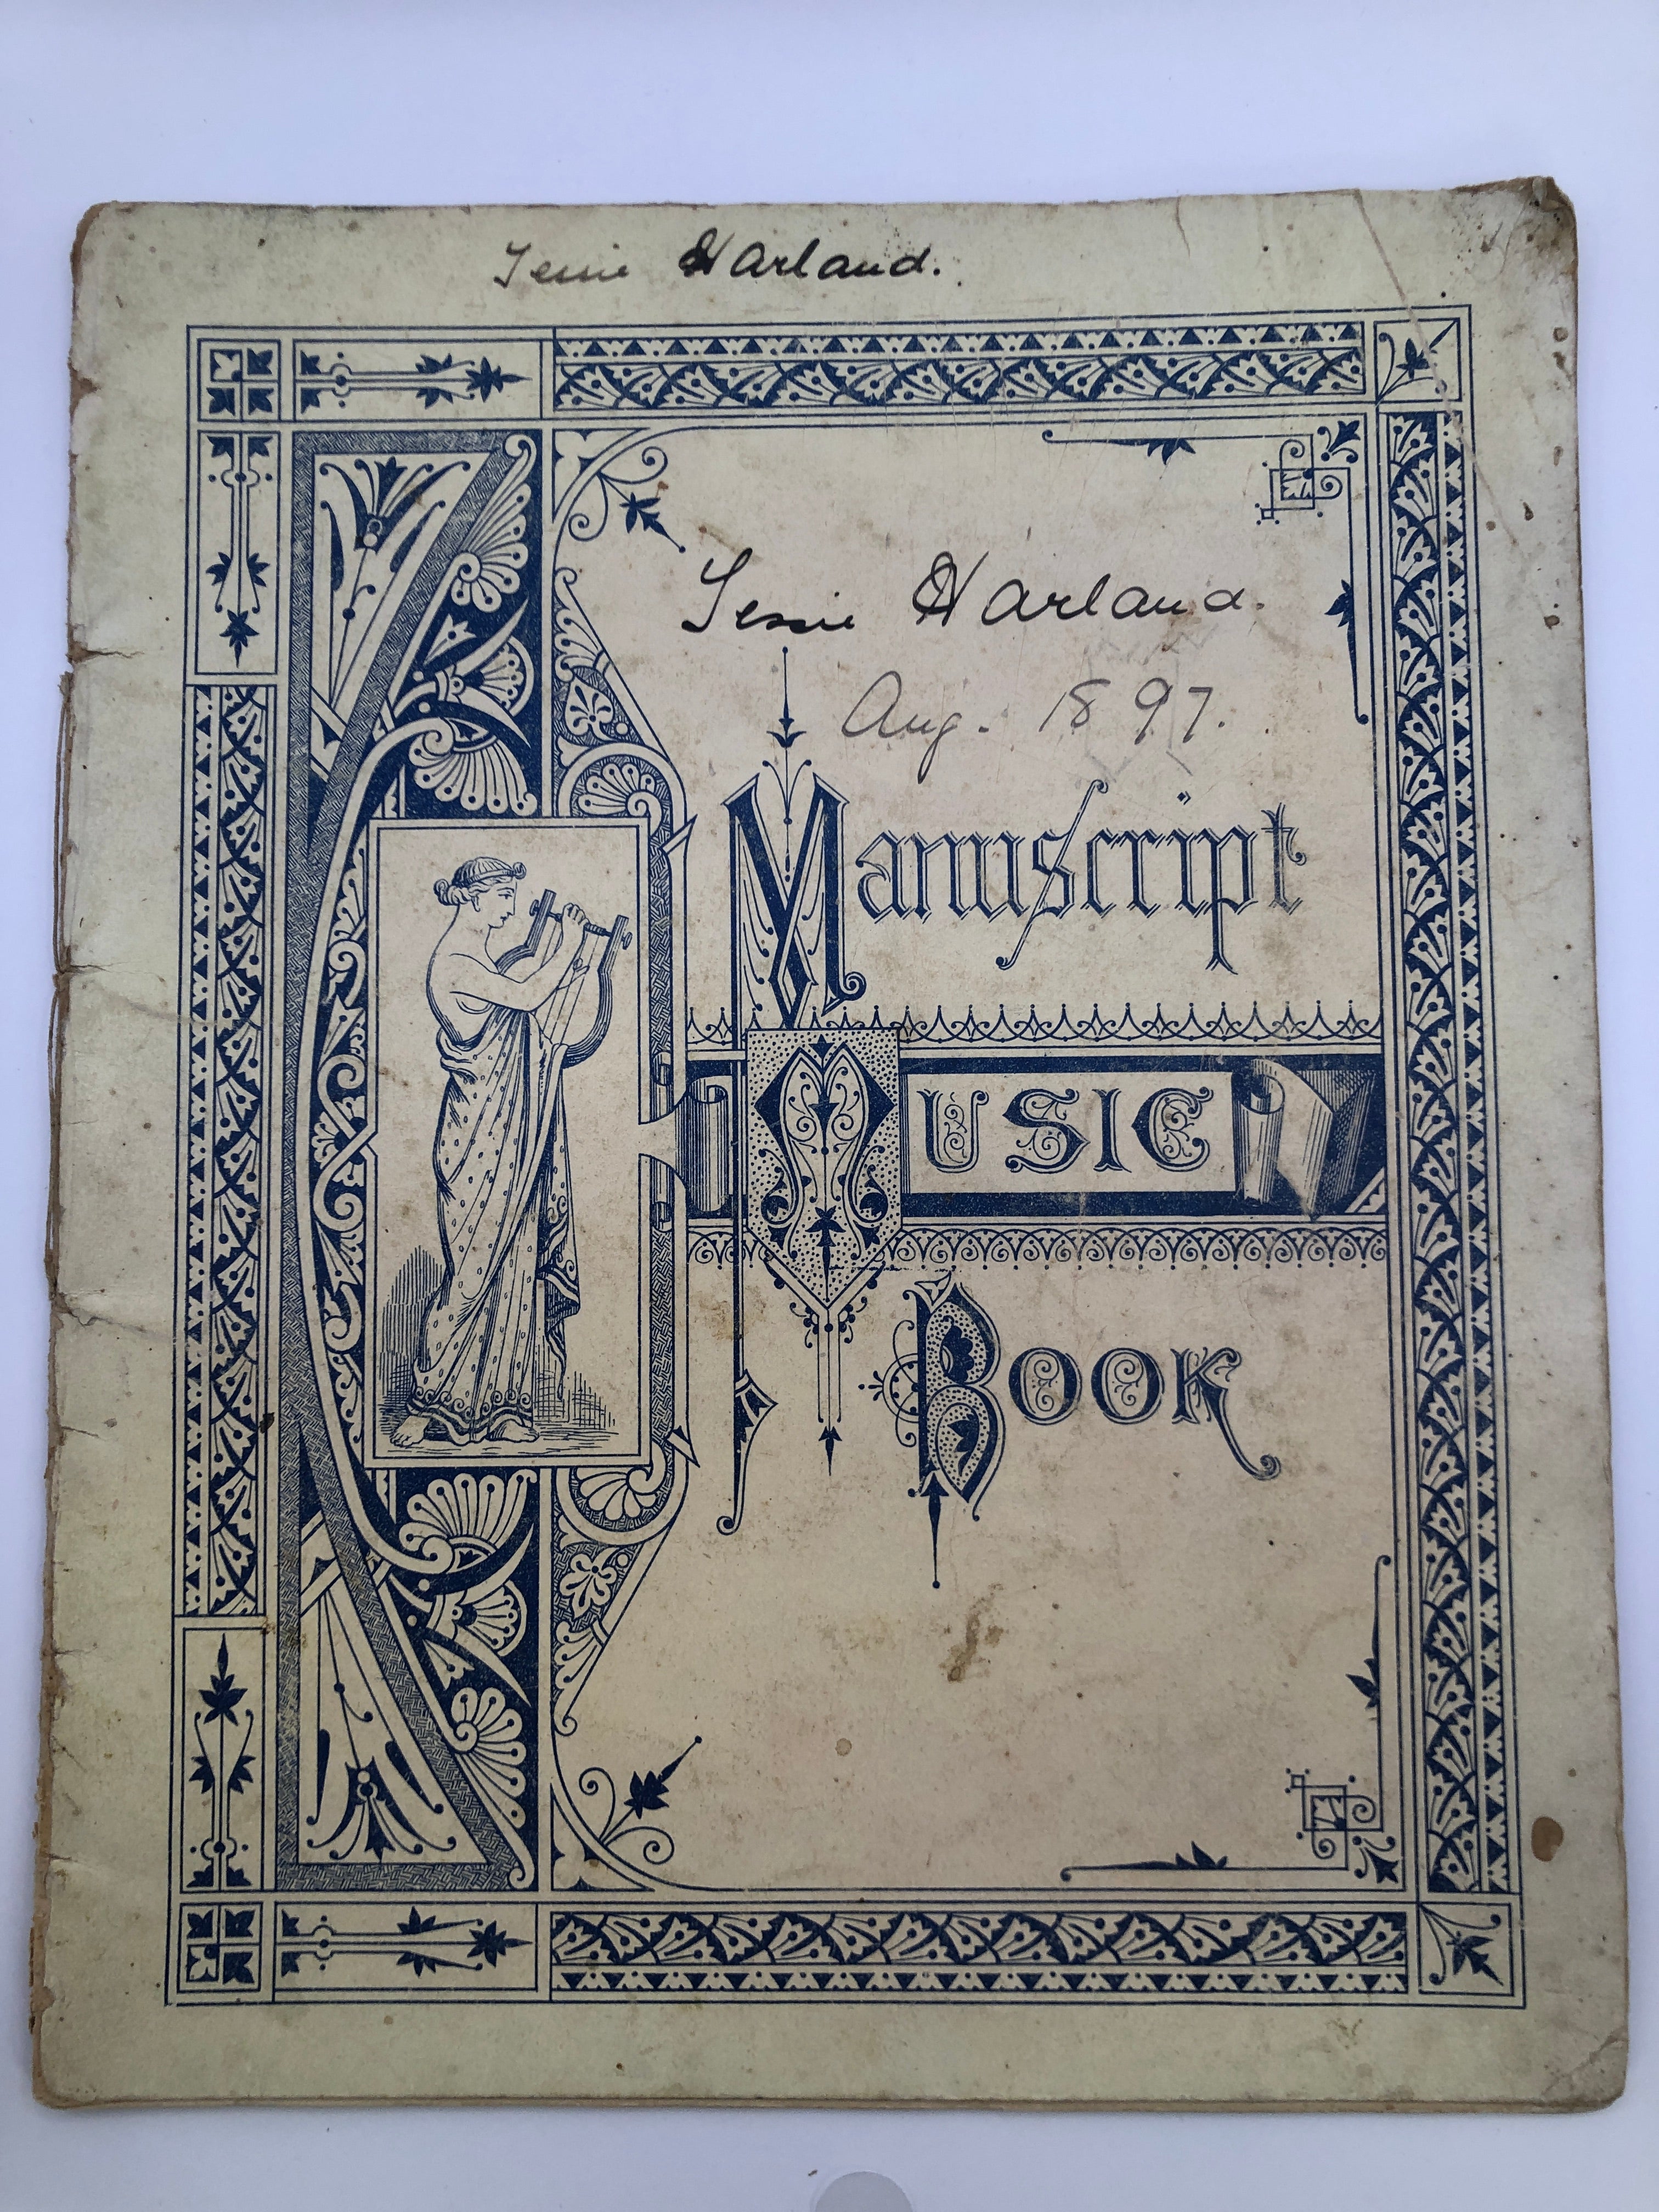 Jessie Harland.
Jessie Harland.
Aug. 1897.
Manuscript
MUSIC
BOOK